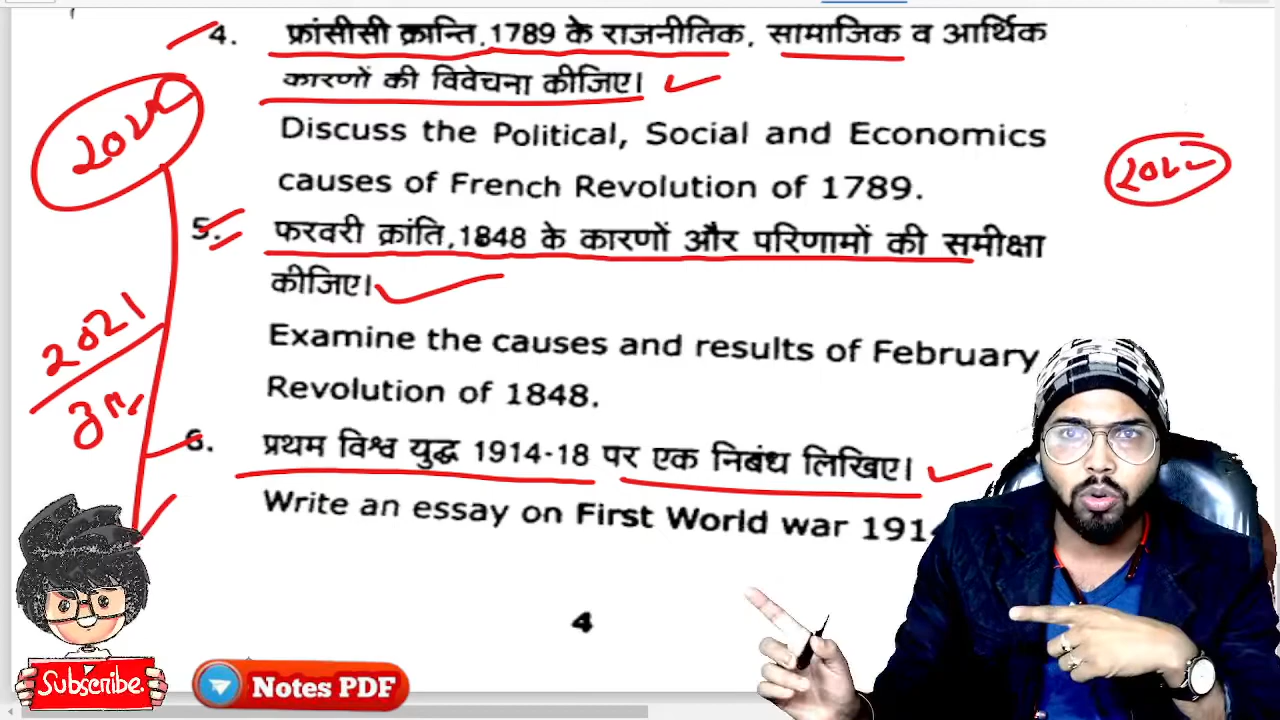 4. फ्रांसीसी क्रान्ति, 1789 के राजनीतिक, सामाजिक व आर्थिक
कारणों की विवेचना कीजिए।
Discuss the Political, Social and Economics
causes of French Revolution of 1789.
5. फरवरी क्रांति, 1848 के कारणों और परिणामों की समीक्षा
कीजिए।
Examine the causes and results of February
Revolution of 1848.
6. प्रथम विश्व युद्ध 1914-18 पर एक निबंध लिखिए।
Write an essay on First World war 191
4
2021
Subscribe.
Notes PDF